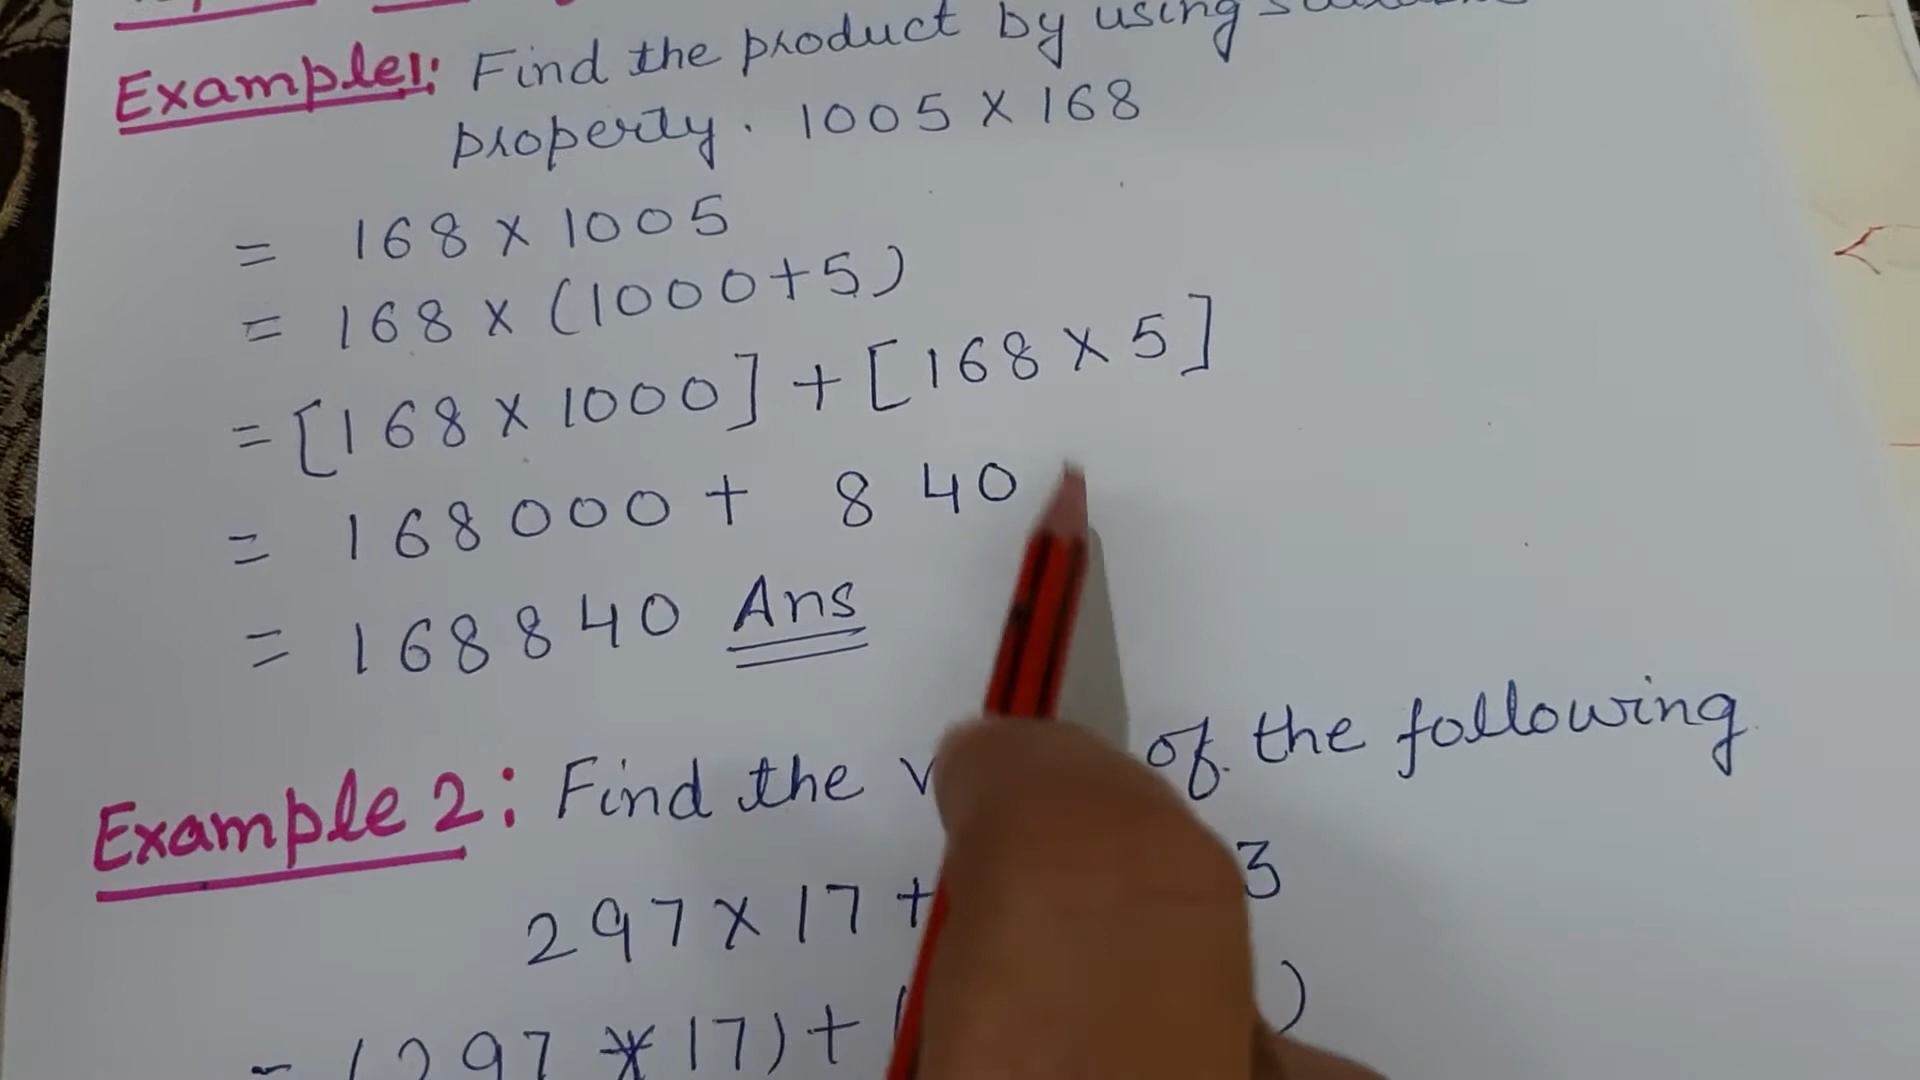 Example1: Find the product by using
property. 1005 × 168
= 168 × 1005
= 168 × (1000+5)
= [168 × 1000] + [168 × 5]
= 168000 + 840
= 168840 Ans
Example 2: Find the of the following
297 × 17 + 3
= (297 × 17) + ( )